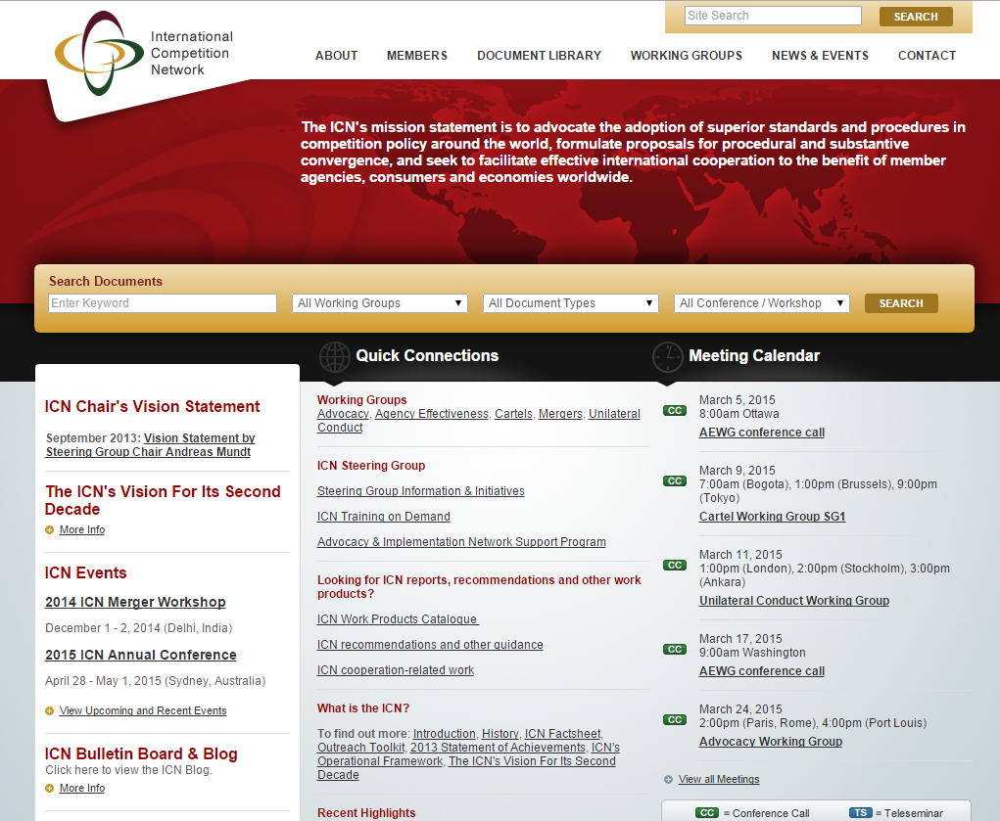 Site Search
SEARCH
International
Competition
Network
ABOUT
MEMBERS
DOCUMENT LIBRARY
WORKING GROUPS
NEWS & EVENTS
CONTACT
The ICN's mission statement is to advocate the adoption of superior standards and procedures in
competition policy around the world, formulate proposals for procedural and substantive
convergence, and seek to facilitate effective international cooperation to the benefit of member
agencies, consumers and economies worldwide.
Search Documents
Enter Keyword
All Working Groups
All Document Types
All Conference / Workshop
SEARCH
ICN Chair's Vision Statement
September 2013: Vision Statement by
Steering Group Chair Andreas Mundt
The ICN's Vision For Its Second
Decade
More Info
ICN Events
2014 ICN Merger Workshop
December 1 - 2, 2014 (Delhi, India)
2015 ICN Annual Conference
April 28 - May 1, 2015 (Sydney, Australia)
View Upcoming and Recent Events
ICN Bulletin Board & Blog
Click here to view the ICN Blog.
More Info
Quick Connections
Working Groups
Advocacy, Agency Effectiveness, Cartels, Mergers, Unilateral
Conduct
ICN Steering Group
Steering Group Information & Initiatives
ICN Training on Demand
Advocacy & Implementation Network Support Program
Looking for ICN reports, recommendations and other work
products?
ICN Work Products Catalogue
ICN recommendations and other guidance
ICN cooperation-related work
What is the ICN?
To find out more: Introduction, History, ICN Factsheet,
Outreach Toolkit, 2013 Statement of Achievements, ICN's
Operational Framework, The ICN's Vision For Its Second
Decade
Recent Highlights
Meeting Calendar
CC
March 5, 2015
8:00am Ottawa
AEWG conference call
CC
March 9, 2015
7:00am (Bogota), 1:00pm (Brussels), 9:00pm
(Tokyo)
Cartel Working Group SG1
CC
March 11, 2015
1:00pm (London), 2:00pm (Stockholm), 3:00pm
(Ankara)
Unilateral Conduct Working Group
CC
March 17, 2015
9:00am Washington
AEWG conference call
CC
March 24, 2015
2:00pm (Paris, Rome), 4:00pm (Port Louis)
Advocacy Working Group
View all Meetings
CC = Conference Call
TS = Teleseminar